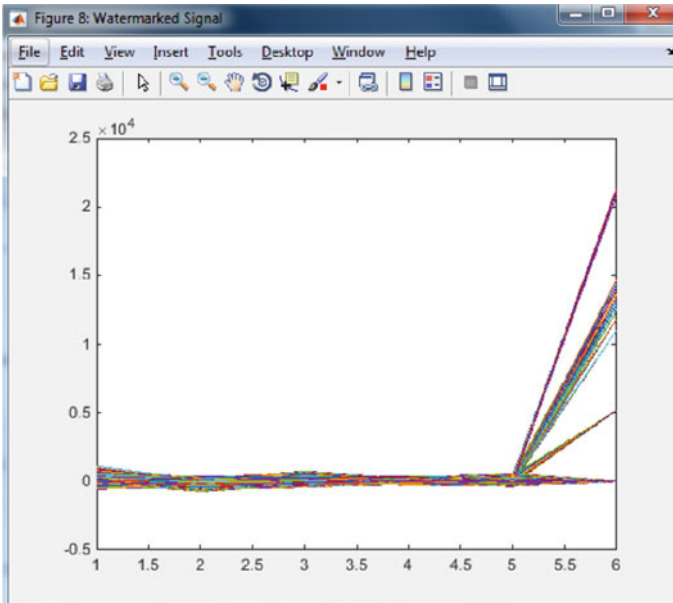 Figure 8: Watermarked Signal
File Edit View Insert Tools Desktop Window Help
× 10^4
2.5
2
1.5
1
0.5
0
-0.5
1 1.5 2 2.5 3 3.5 4 4.5 5 5.5 6